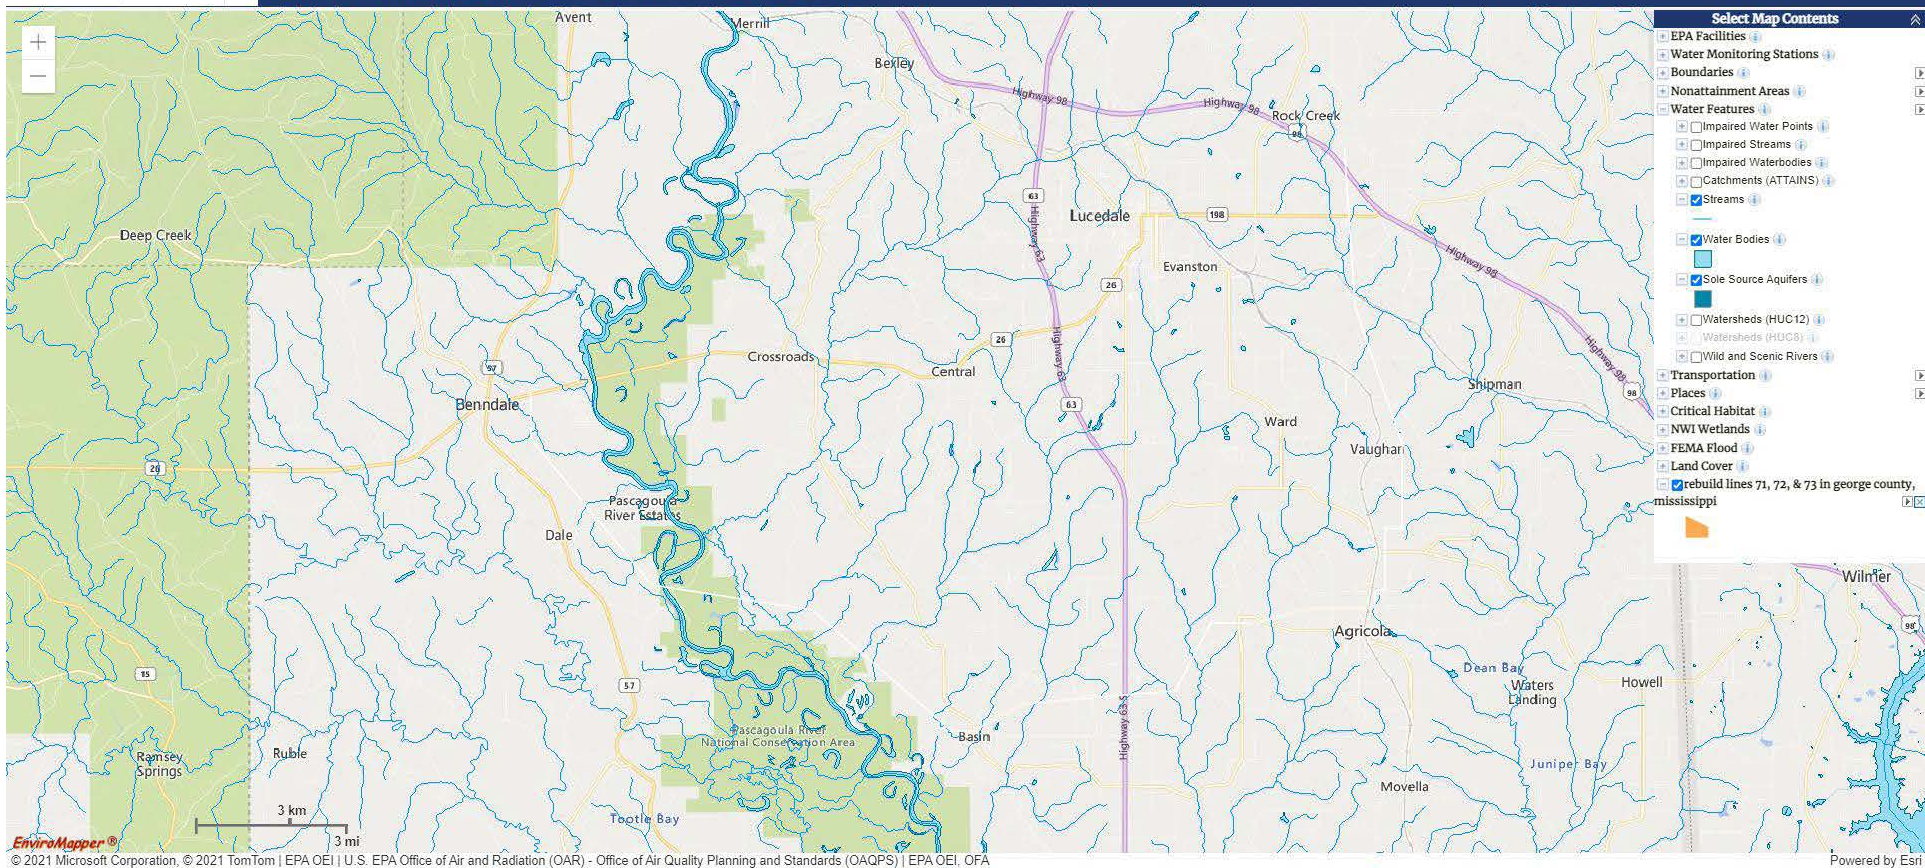 Avent
Merrill
Bexley
Highway 98
Highway 98
Rock Creek
98
63
Highway 63
Lucedale
198
Deep Creek
Highway 98
Evanston
26
26
Highway 63
Highway 98
57
Crossroads
Central
Shipman
98
Benndale
63
Ward
Vaughan
26
Pascagoula
River Estates
Dale
Wilmer
98
Agricola
15
57
Dean Bay
Waters
Landing
Howell
Highway 63 S
Pascagoula River
National Conservation Area
Basin
Ramsey
Springs
Ruble
Juniper Bay
Movella
3 km
3 mi
Tootle Bay
EnviroMapper ®
© 2021 Microsoft Corporation, © 2021 TomTom | EPA OEI | U.S. EPA Office of Air and Radiation (OAR) - Office of Air Quality Planning and Standards (OAQPS) | EPA OEI, OFA
Powered by Esri
Select Map Contents
EPA Facilities
Water Monitoring Stations
Boundaries
Nonattainment Areas
Water Features
Impaired Water Points
Impaired Streams
Impaired Waterbodies
Catchments (ATTAINS)
Streams
Water Bodies
Sole Source Aquifers
Watersheds (HUC12)
Watersheds (HUC8)
Wild and Scenic Rivers
Transportation
Places
Critical Habitat
NWI Wetlands
FEMA Flood
Land Cover
rebuild lines 71, 72, & 73 in george county,
mississippi